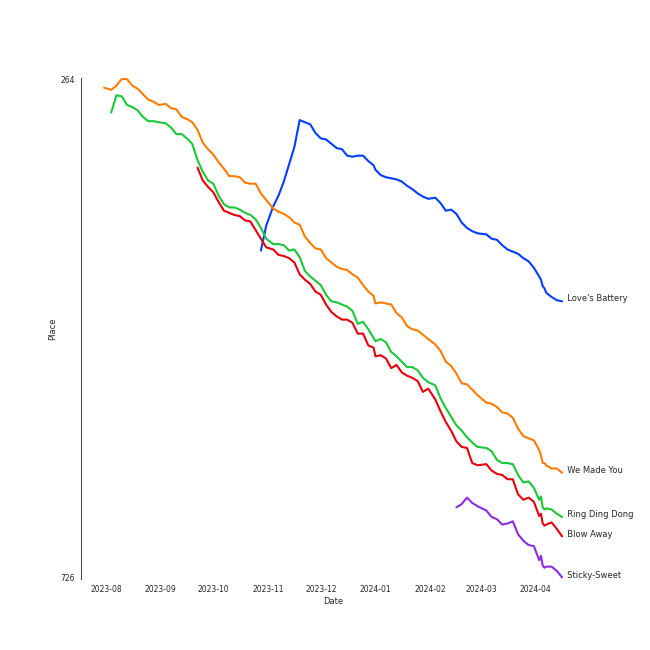 264
Love's Battery
Place
We Made You
Ring Ding Dong
Blow Away
Sticky-Sweet
726
2023-08 2023-09 2023-10 2023-11 2023-12 2024-01 2024-02 2024-03 2024-04
Date